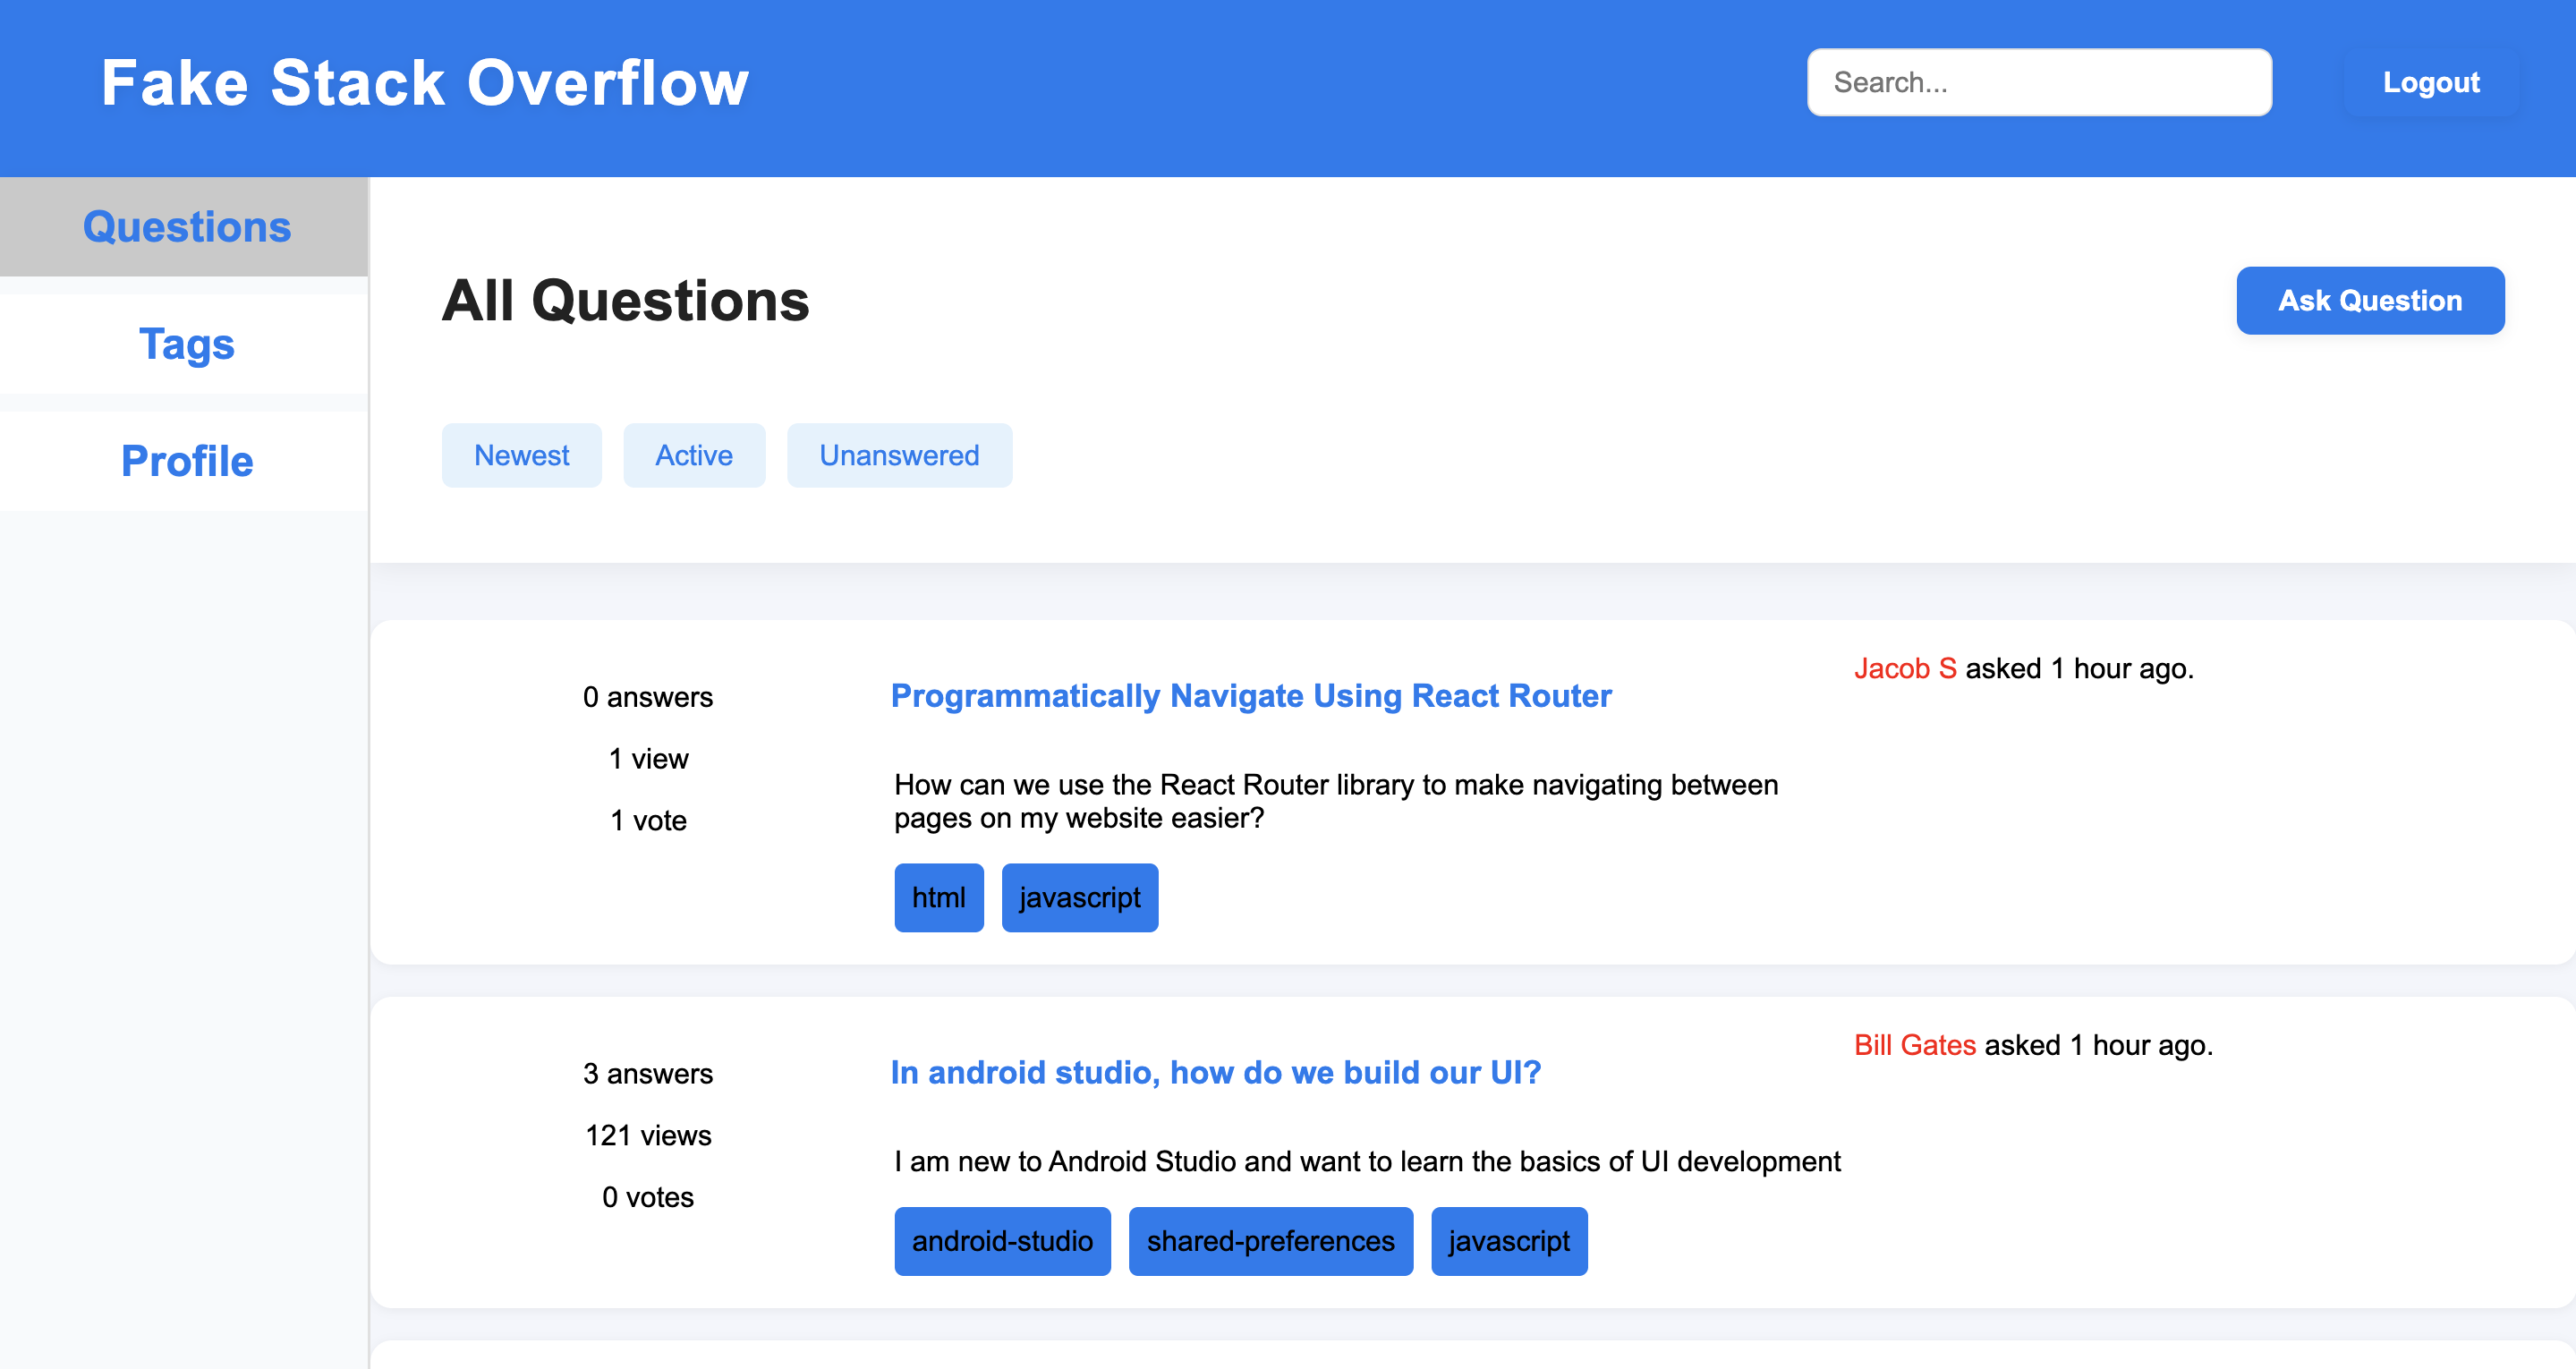 Fake Stack Overflow
Search...
Logout
Questions
Tags
Profile
All Questions
Ask Question
Newest
Active
Unanswered
0 answers
1 view
1 vote
Programmatically Navigate Using React Router
How can we use the React Router library to make navigating between
pages on my website easier?
html
javascript
Jacob S asked 1 hour ago.
3 answers
121 views
0 votes
In android studio, how do we build our UI?
I am new to Android Studio and want to learn the basics of UI development
android-studio
shared-preferences
javascript
Bill Gates asked 1 hour ago.